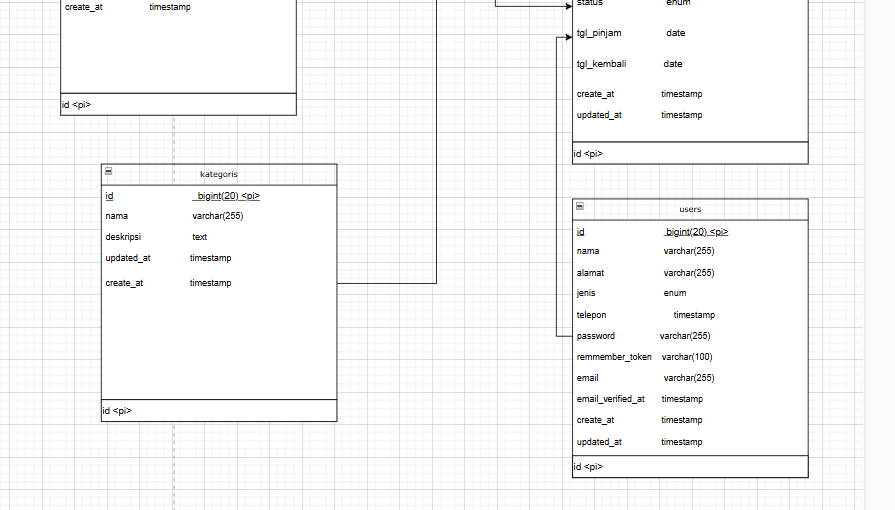 create_at timestamp
id <pi>
kategoris
id bigint(20) <pi>
nama varchar(255)
deskripsi text
updated_at timestamp
create_at timestamp
id <pi>
status enum
tgl_pinjam date
tgl_kembali date
create_at timestamp
updated_at timestamp
id <pi>
users
id bigint(20) <pi>
nama varchar(255)
alamat varchar(255)
jenis enum
telepon timestamp
password varchar(255)
remmember_token varchar(100)
email varchar(255)
email_verified_at timestamp
create_at timestamp
updated_at timestamp
id <pi>